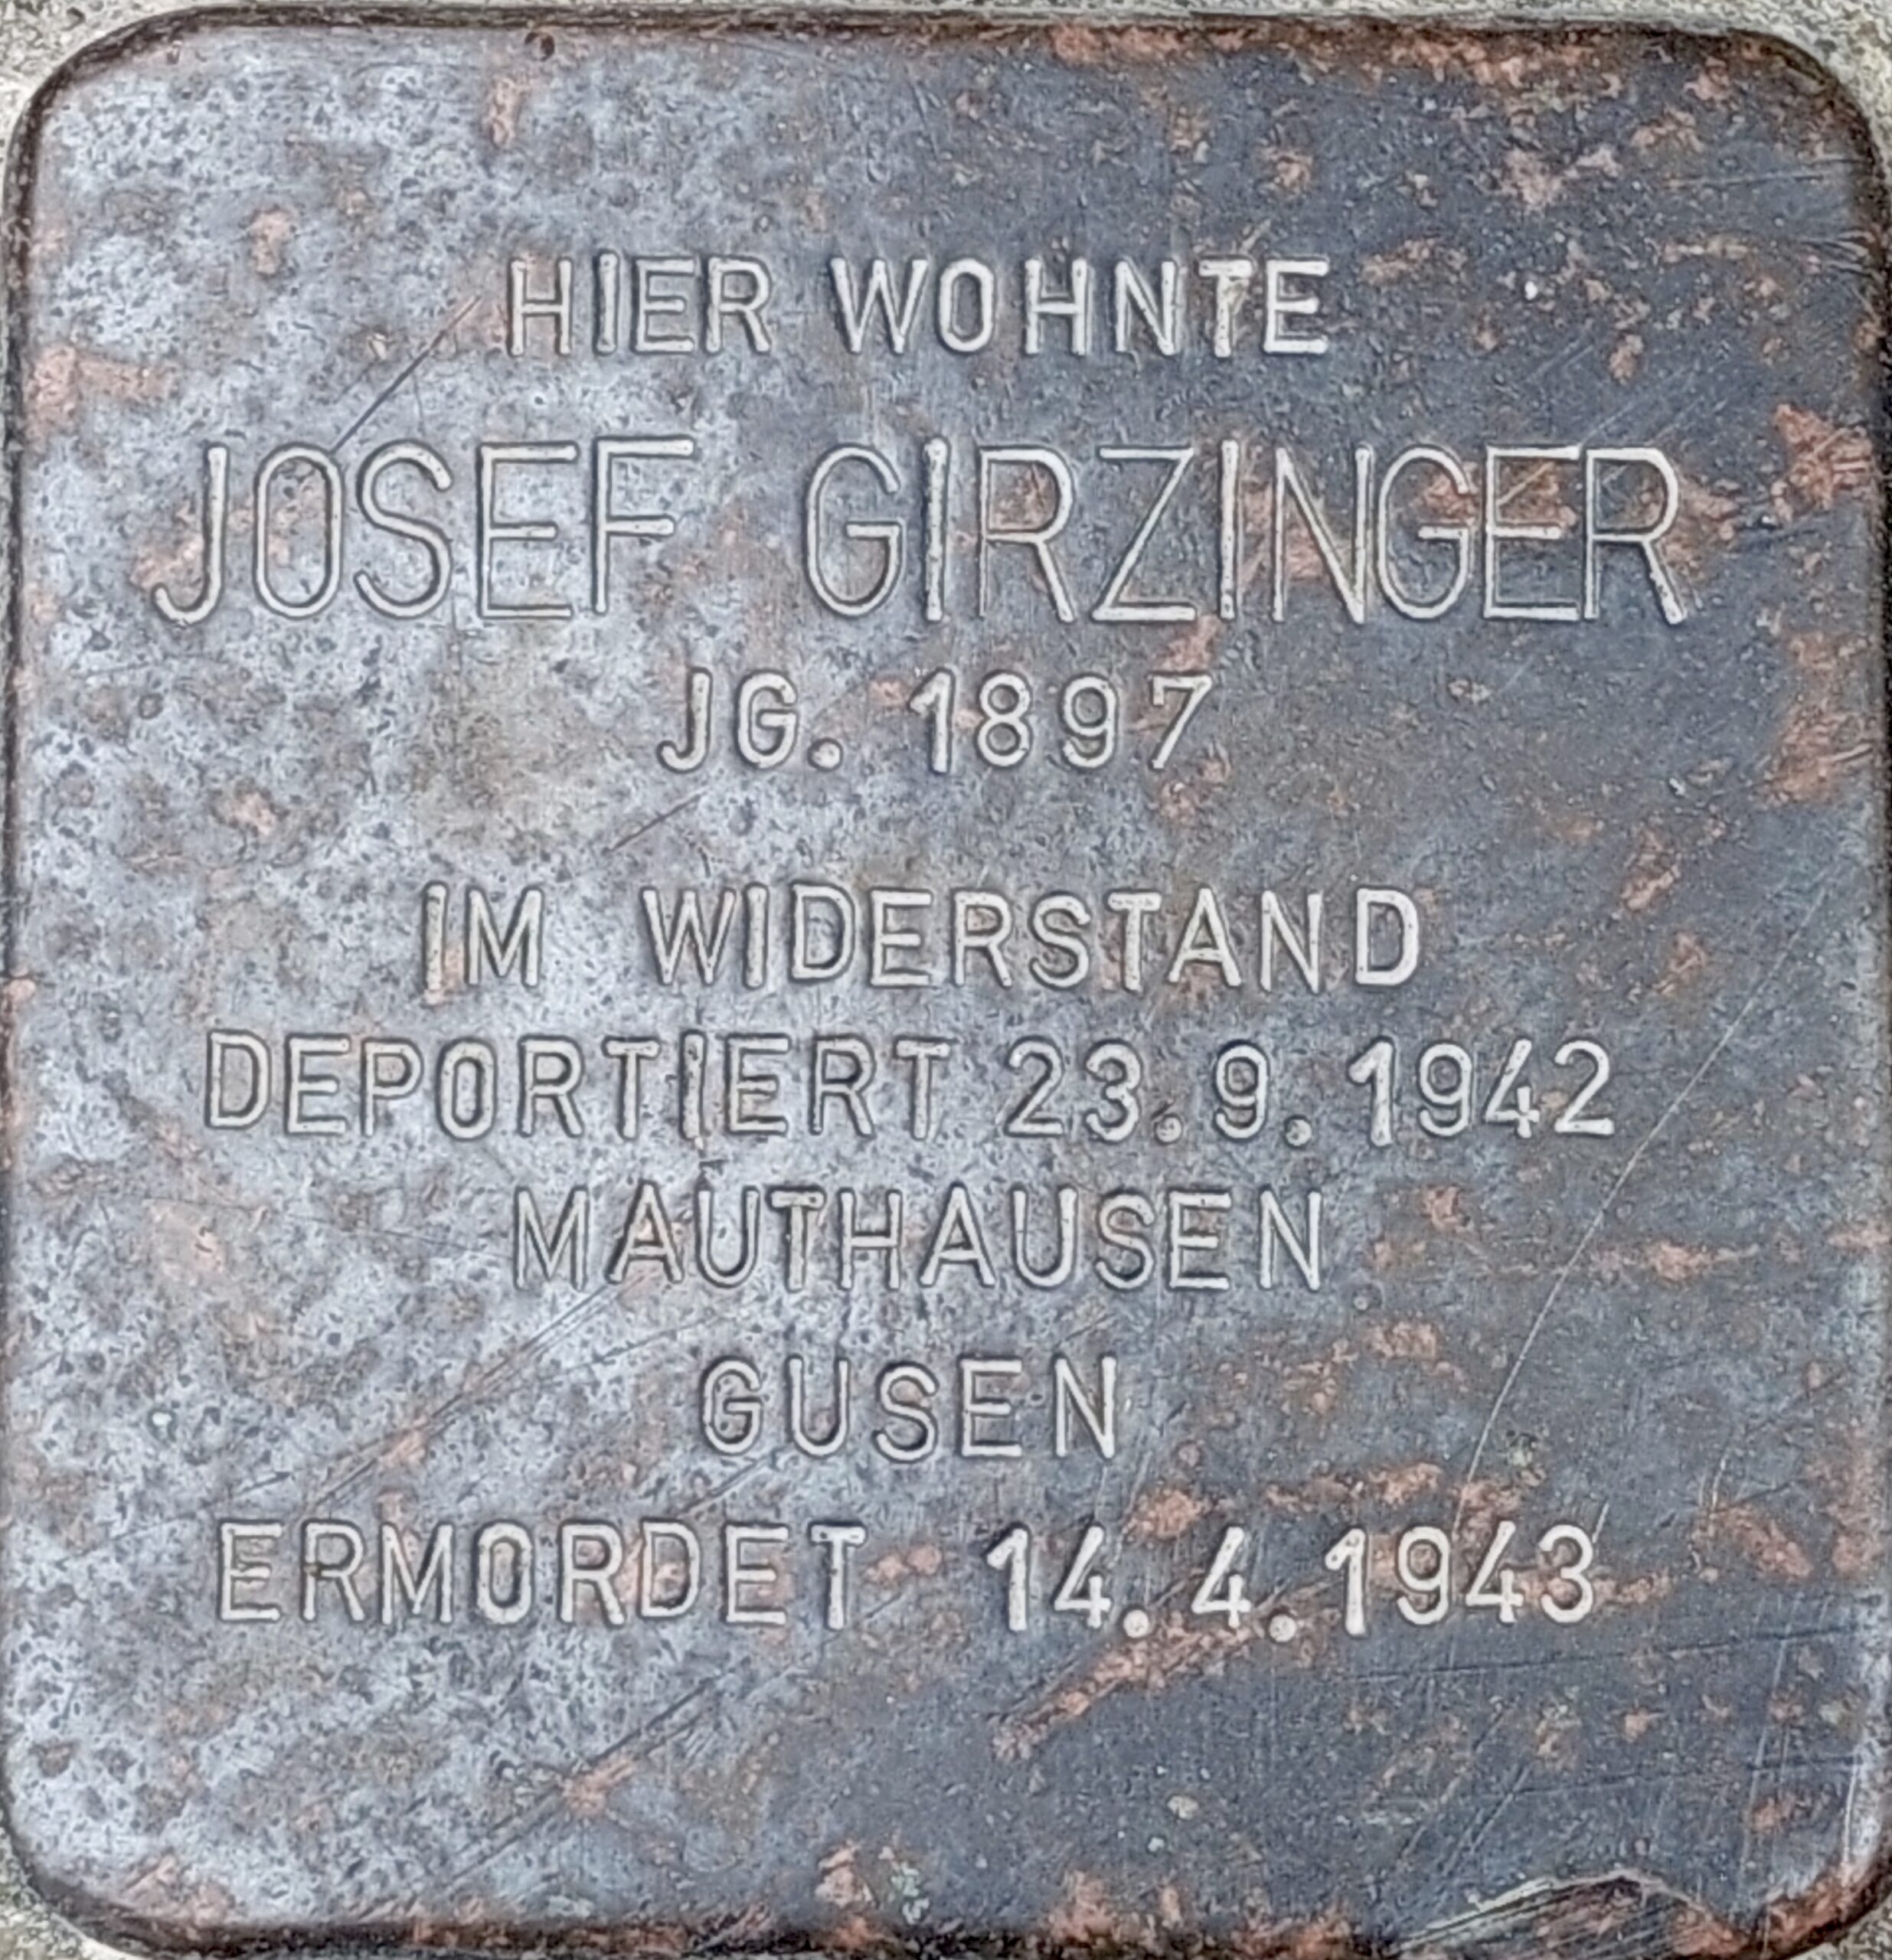 HIER WOHNTE
JOSEF GIRZINGER
JG. 1897
IM WIDERSTAND
DEPORTIERT 23.9.1942
MAUTHAUSEN
GUSEN
ERMORDET 14.4.1943